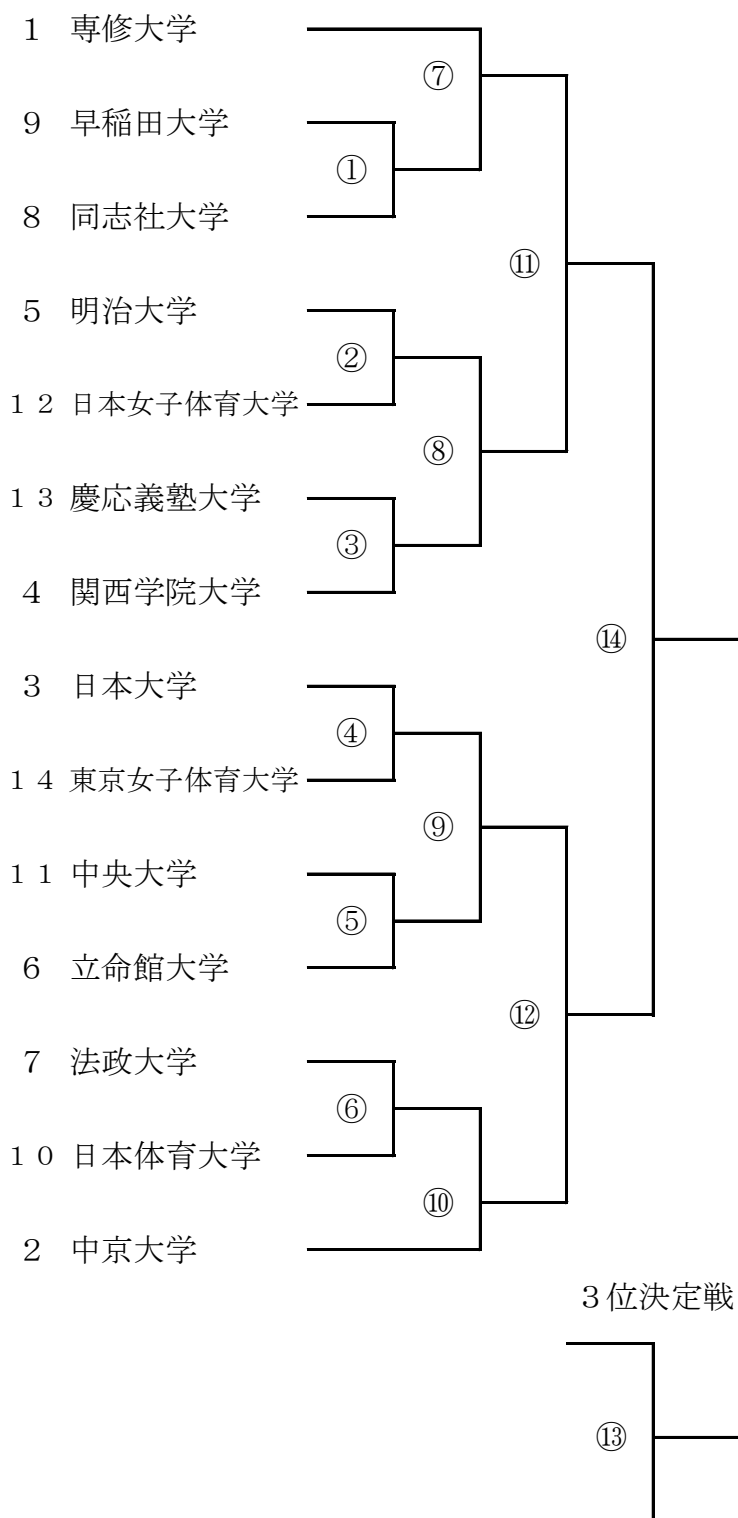 １ 専修大学
⑦
９ 早稲田大学
①
８ 同志社大学
⑪
５ 明治大学
②
１２ 日本女子体育大学
⑧
１３ 慶応義塾大学
③
４ 関西学院大学
⑭
３ 日本大学
④
１４ 東京女子体育大学
⑨
１１ 中央大学
⑤
６ 立命館大学
⑫
７ 法政大学
⑥
１０ 日本体育大学
⑩
２ 中京大学
３位決定戦
⑬